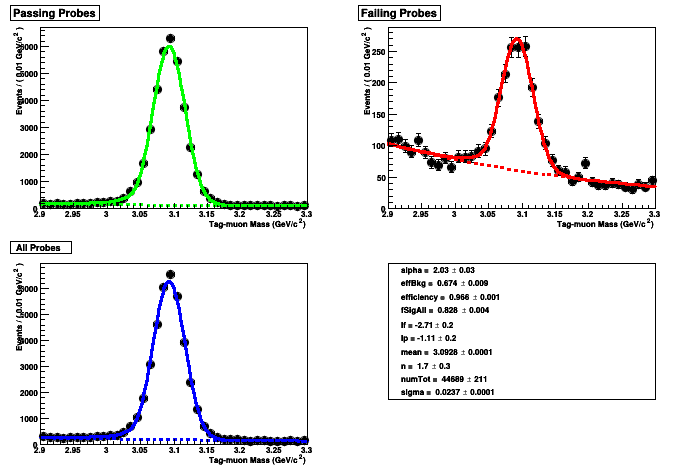 Passing Probes
Events / ( 0.01 GeV/c² )
6000
5000
4000
3000
2000
1000
0
2.9 2.95 3 3.05 3.1 3.15 3.2 3.25 3.3
Tag-muon Mass (GeV/c²)
Failing Probes
Events / ( 0.01 GeV/c² )
250
200
150
100
50
0
2.9 2.95 3 3.05 3.1 3.15 3.2 3.25 3.3
Tag-muon Mass (GeV/c²)
All Probes
Events / ( 0.01 GeV/c² )
6000
5000
4000
3000
2000
1000
0
2.9 2.95 3 3.05 3.1 3.15 3.2 3.25 3.3
Tag-muon Mass (GeV/c²)
alpha = 2.03 ± 0.03
effBkg = 0.674 ± 0.009
efficiency = 0.966 ± 0.001
fSigAll = 0.828 ± 0.004
lf = -2.71 ± 0.2
lp = -1.11 ± 0.2
mean = 3.0928 ± 0.0001
n = 1.7 ± 0.3
numTot = 44689 ± 211
sigma = 0.0237 ± 0.0001